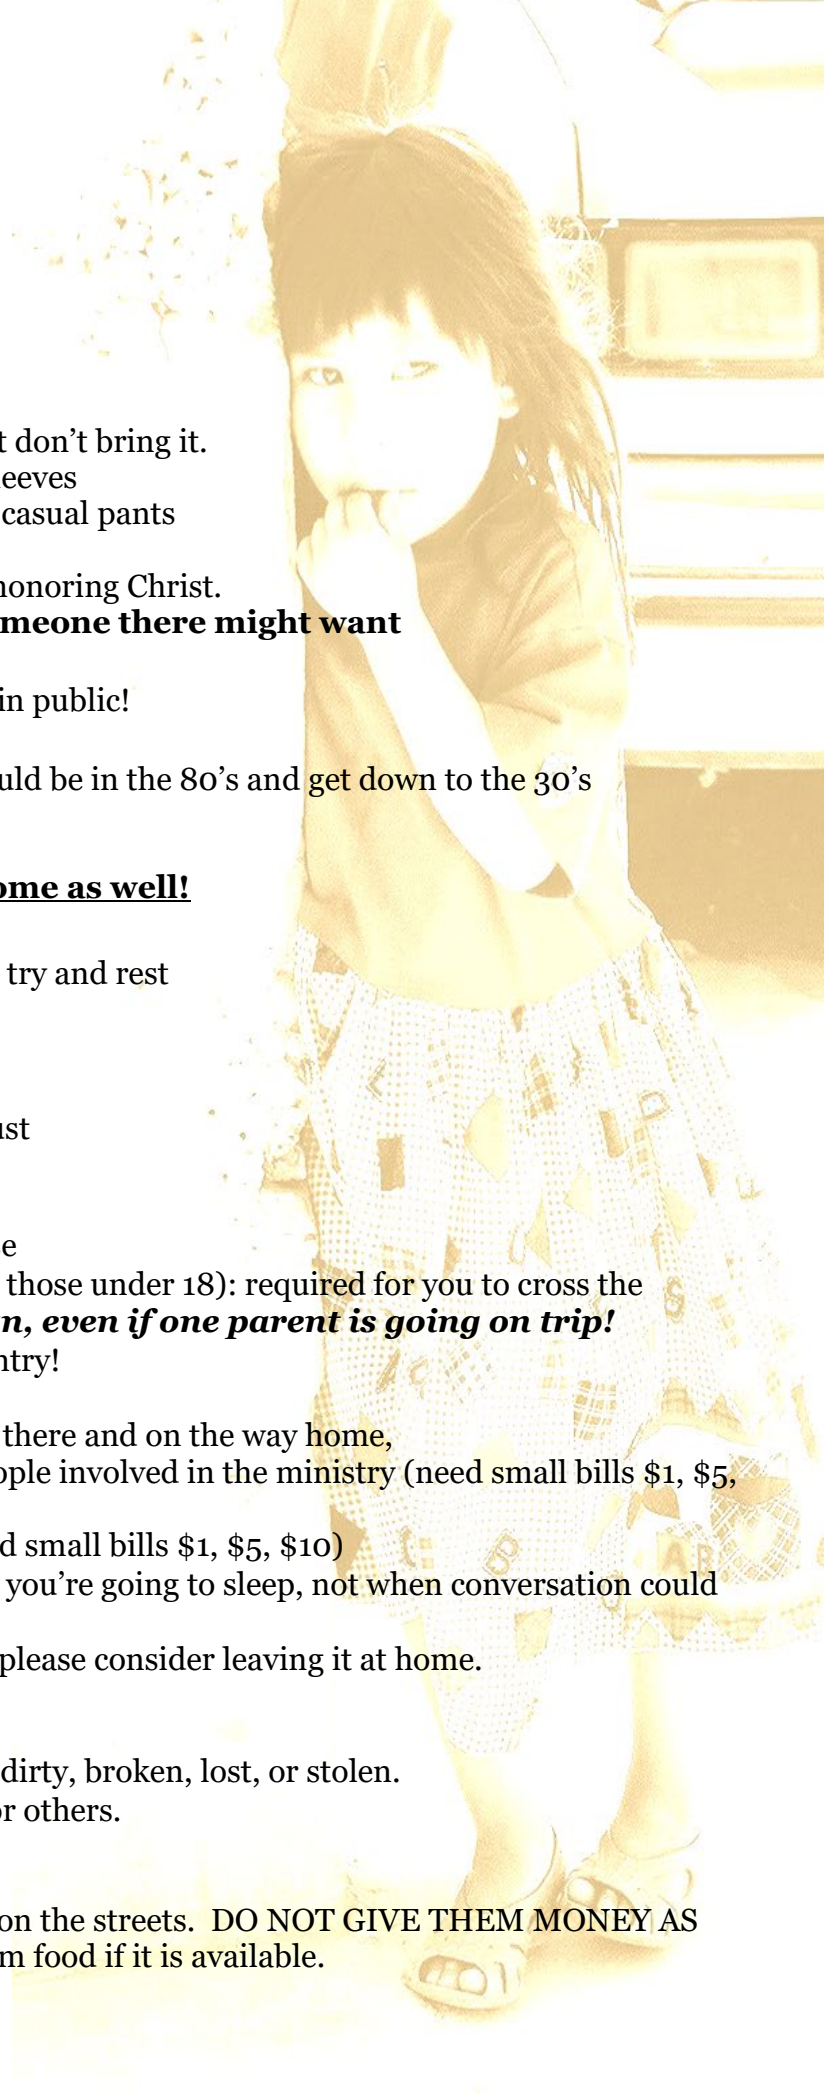 t don’t bring it.
leeves
casual pants
honoring Christ.
meone there might want
in public!
uld be in the 80’s and get down to the 30’s
ome as well!
try and rest
ust
e
those under 18): required for you to cross the
n, even if one parent is going on trip!
ntry!
there and on the way home,
ople involved in the ministry (need small bills $1, $5,
d small bills $1, $5, $10)
you’re going to sleep, not when conversation could
please consider leaving it at home.
dirty, broken, lost, or stolen.
or others.
on the streets.  DO NOT GIVE THEM MONEY AS
m food if it is available.